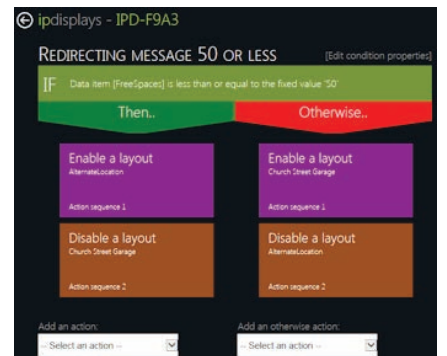 ipdisplays - IPD-F9A3
REDIRECTING MESSAGE 50 OR LESS
[Edit condition properties]
IF Data item [FreeSpaces] is less than or equal to the fixed value '50'
Then..
Otherwise..
Enable a layout
AlternateLocation
Action sequence 1
Enable a layout
Church Street Garage
Action sequence 1
Disable a layout
Church Street Garage
Action sequence 2
Disable a layout
AlternateLocation
Action sequence 2
Add an action:
-- Select an action --
Add an otherwise action:
-- Select an action --